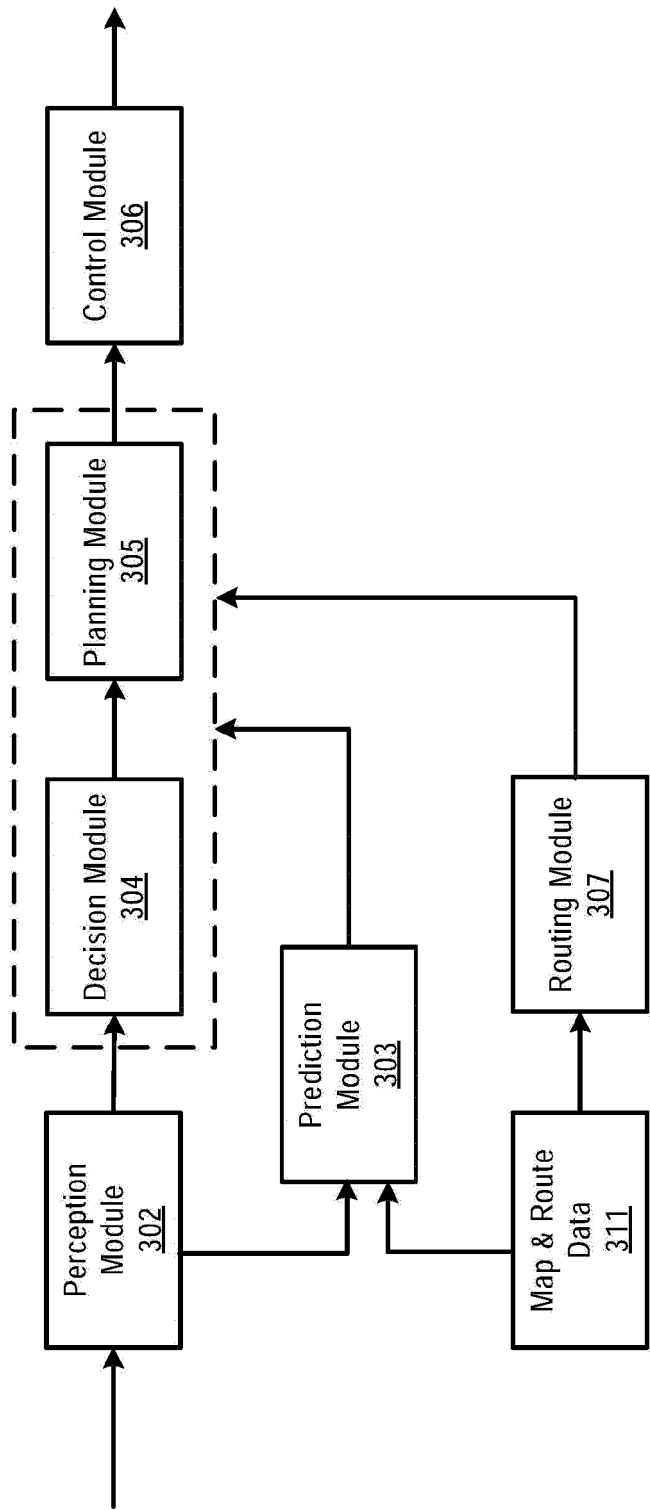 Perception
Module
302
Decision Module
304
Planning Module
305
Control Module
306
Prediction
Module
303
Map & Route
Data
311
Routing Module
307